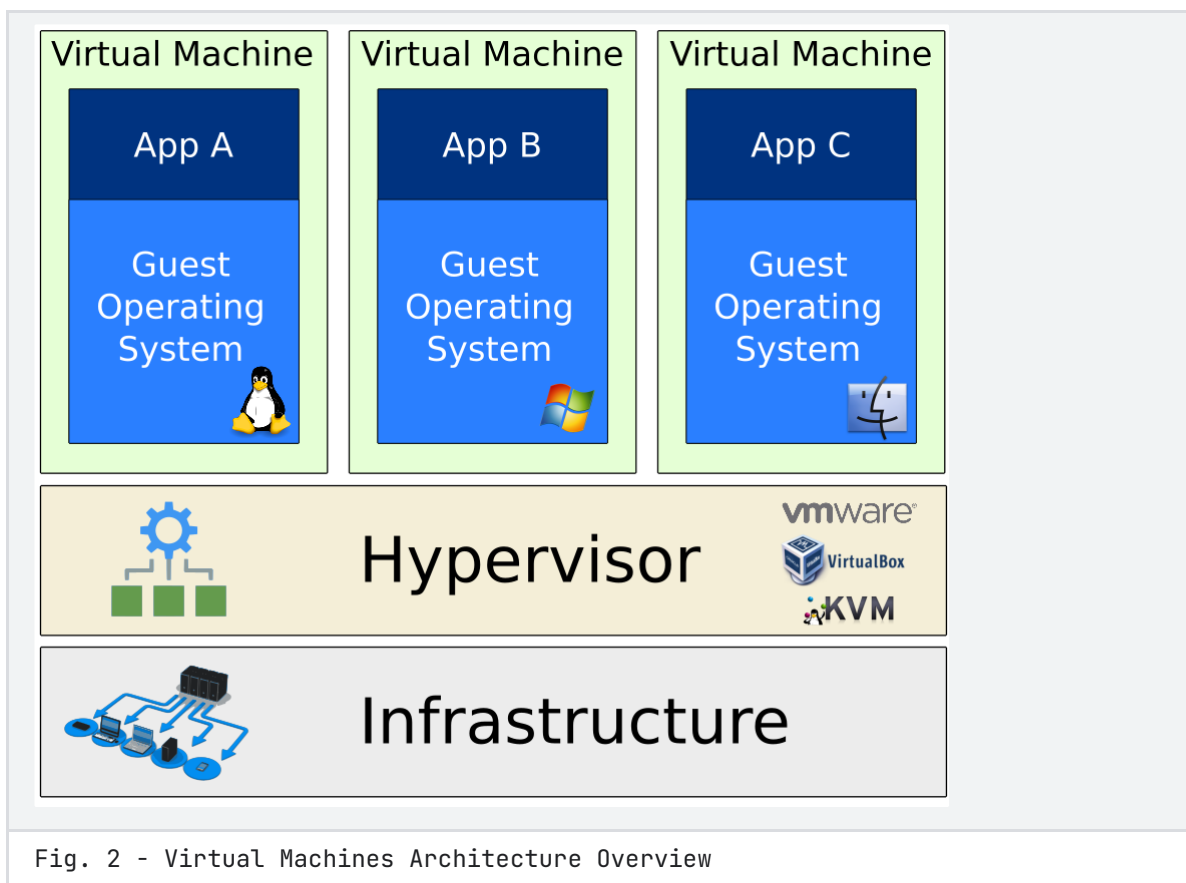 Virtual Machine
App A
Guest
Operating
System
Virtual Machine
App B
Guest
Operating
System
Virtual Machine
App C
Guest
Operating
System
Hypervisor
vmware®
VirtualBox
KVM
Infrastructure
Fig. 2 - Virtual Machines Architecture Overview